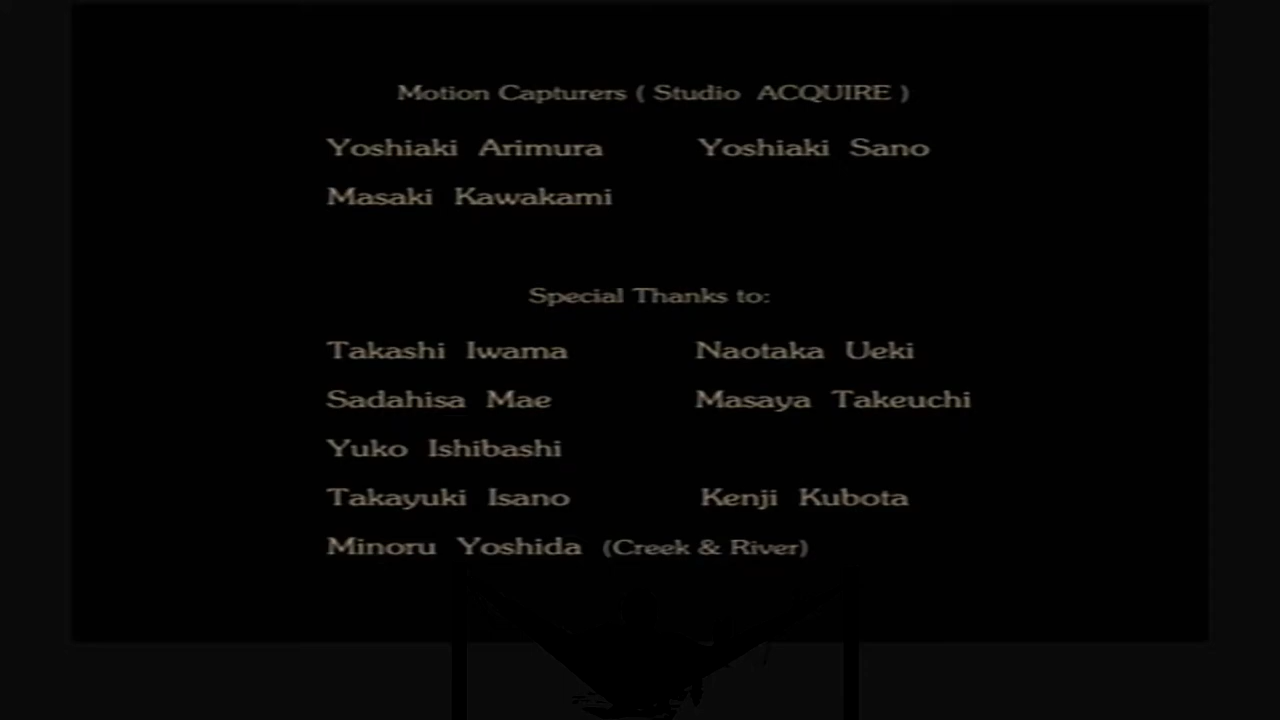 Motion Capturers ( Studio ACQUIRE )
Yoshiaki Arimura Yoshiaki Sano
Masaki Kawakami
Special Thanks to:
Takashi Iwama Naotaka Ueki
Sadahisa Mae Masaya Takeuchi
Yuko Ishibashi
Takayuki Isano Kenji Kubota
Minoru Yoshida (Creek & River)